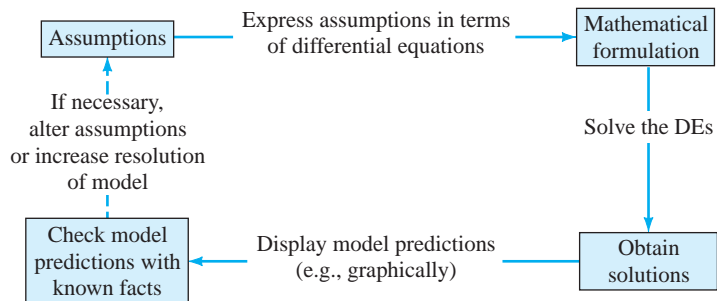 Assumptions
Express assumptions in terms
of differential equations
Mathematical
formulation
If necessary,
alter assumptions
or increase resolution
of model
Solve the DEs
Check model
predictions with
known facts
Display model predictions
(e.g., graphically)
Obtain
solutions